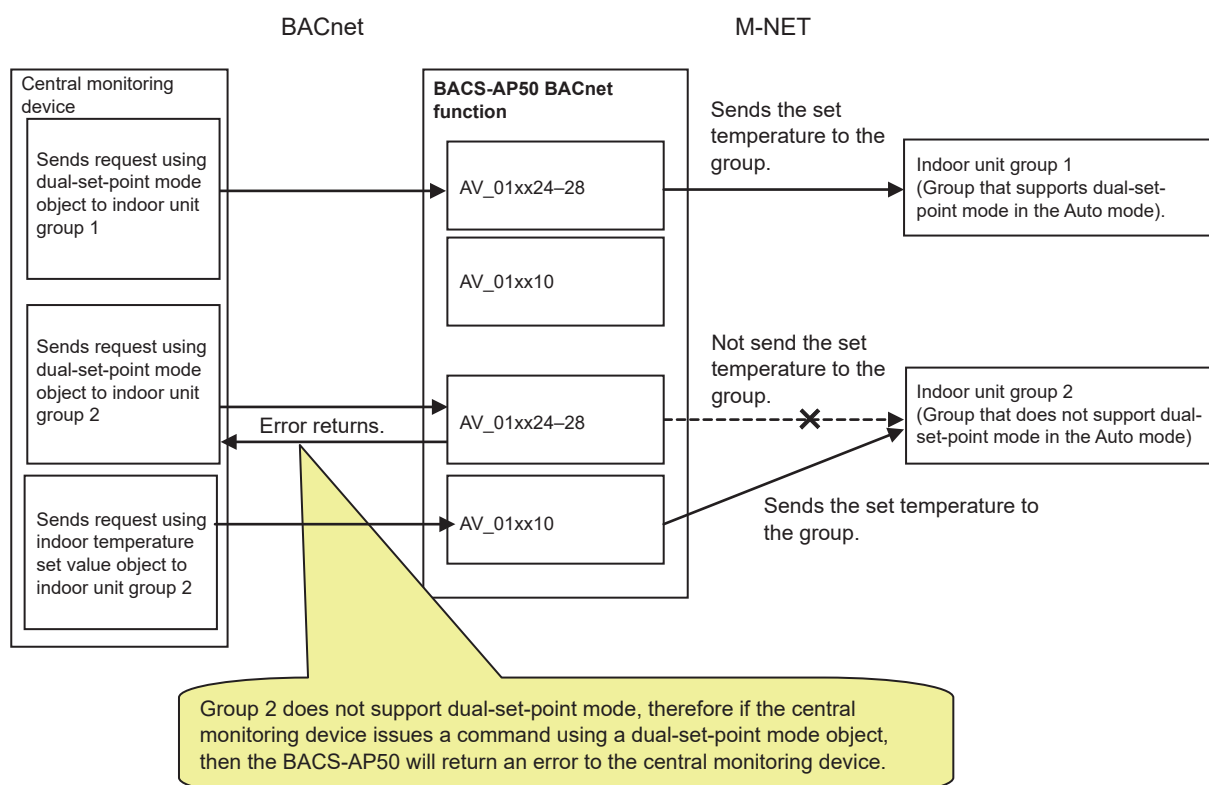 BACnet
M-NET
Central monitoring
device
BACS-AP50 BACnet
function
Sends request using
dual-set-point mode
object to indoor unit
group 1
AV_01xx24–28
AV_01xx10
Sends the set
temperature to the
group.
Indoor unit group 1
(Group that supports dual-set-
point mode in the Auto mode).
Sends request using
dual-set-point mode
object to indoor unit
group 2
Error returns.
AV_01xx24–28
Not send the set
temperature to the
group.
Indoor unit group 2
(Group that does not support dual-
set-point mode in the Auto mode)
Sends request using
indoor temperature
set value object to
indoor unit group 2
AV_01xx10
Sends the set temperature to
the group.
Group 2 does not support dual-set-point mode, therefore if the central
monitoring device issues a command using a dual-set-point mode object,
then the BACS-AP50 will return an error to the central monitoring device.